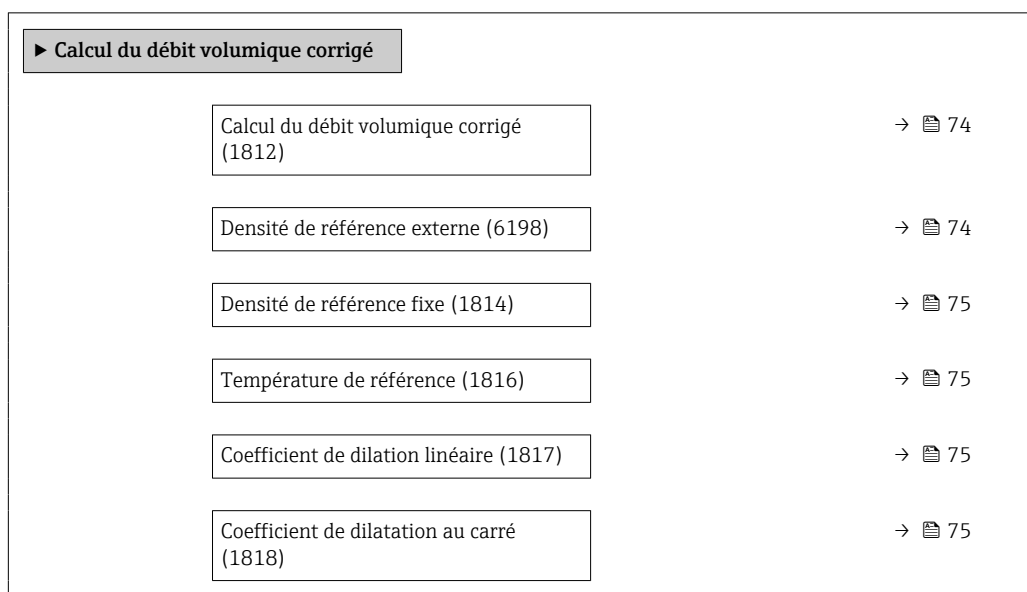 ► Calcul du débit volumique corrigé
Calcul du débit volumique corrigé
(1812)
→ 74
Densité de référence externe (6198)
→ 74
Densité de référence fixe (1814)
→ 75
Température de référence (1816)
→ 75
Coefficient de dilation linéaire (1817)
→ 75
Coefficient de dilatation au carré
(1818)
→ 75